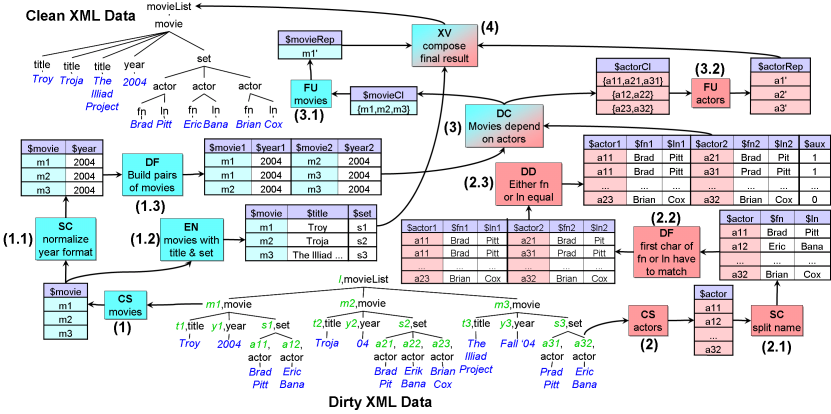 Clean XML Data
movieList
movie
title title title year set
Troy Troja The 2004
Illiad
Project
actor actor actor
fn ln fn ln fn ln
Brad Pitt Eric Bana Brian Cox
(4)
XV
compose
final result
$movieRep
m1'
FU
movies
(3.1)
$movieCl
{m1,m2,m3}
$actorCl
{a11,a21,a31}
{a12,a22}
{a23,a32}
(3.2)
FU
actors
$actorRep
a1'
a2'
a3'
(3)
DC
Movies depend
on actors
$movie $year
m1 2004
m2 2004
m3 2004
DF
Build pairs
of movies
(1.3)
$movie1 $year1 $movie2 $year2
m1 2004 m2 2004
m1 2004 m3 2004
m2 2004 m3 2004
DD
Either fn
or ln equal
(2.3)
$actor1 $fn1 $ln1 $actor2 $fn2 $ln2 $aux
a11 Brad Pitt a21 Brad Pit 1
a11 Brad Pitt a31 Prad Pitt 1
... ... ... ... ... ... ...
a23 Brian Cox a32 Brian Cox 0
(1.1)
SC
normalize
year format
(1.2)
EN
movies with
title & set
$movie $title $set
m1 Troy s1
m2 Troja s2
m3 The Illiad ... s3
$actor1 $fn1 $ln1 $actor2 $fn2 $ln2
a11 Brad Pitt a21 Brad Pit
a11 Brad Pitt a31 Prad Pitt
... ... ... ... ... ...
a23 Brian Cox a32 Brian Cox
(2.2)
DF
first char of
fn or ln have
to match
$actor $fn $ln
a11 Brad Pitt
a12 Eric Bana
... ... ...
a32 Brian Cox
$movie
m1
m2
m3
CS
movies
(1)
l,movieList
m1,movie m2,movie m3,movie
t1,title y1,year s1,set t2,title y2,year s2,set t3,title y3,year s3,set
Troy 2004 a11, a12, Troja 04 a21, a22, a23, The Fall '04 a31, a32,
Illiad
Project
actor actor actor actor actor actor actor
Brad Eric Brad Erik Brian Prad Eric
Pitt Bana Pit Bana Cox Pitt Bana
CS
actors
(2)
$actor
a11
a12
...
a32
SC
split name
(2.1)
Dirty XML Data